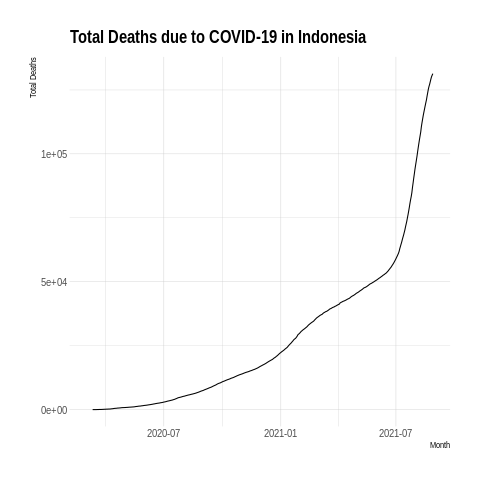 Total Deaths due to COVID-19 in Indonesia
Total Deaths
1e+05
5e+04
0e+00
2020-07 2021-01 2021-07
Month